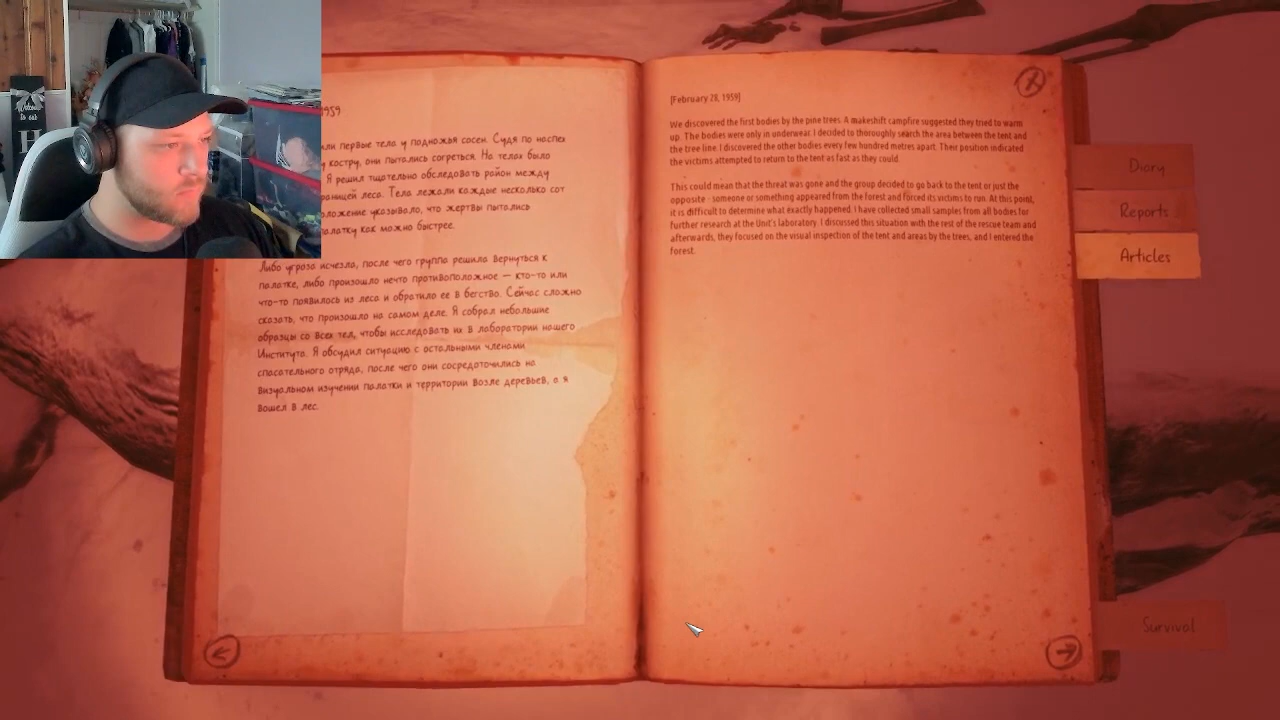 Welcome
to our
H
1959
или первые тела у подножья сосен. Судя по наспех
у костру, они пытались согреться. На телах было
Я решил тщательно обследовать район между
раницей леса. Тела лежали каждые несколько сот
оложение указывало, что жертвы пытались
палатку как можно быстрее.
Либо угроза исчезла, после чего группа решила вернуться к
палатке, либо произошло нечто противоположное — кто-то или
что-то появилось из леса и обратило ее в бегство. Сейчас сложно
сказать, что произошло на самом деле. Я собрал небольшие
образцы со всех тел, чтобы исследовать их в лаборатории нашего
Института. Я обсудил ситуацию с остальными членами
спасательного отряда, после чего они сосредоточились на
визуальном изучении палатки и территории возле деревьев, а я
вошел в лес.
[February 28, 1959]
We discovered the first bodies by the pine trees. A makeshift campfire suggested they tried to warm
up. The bodies were only in underwear. I decided to thoroughly search the area between the tent and
the tree line. I discovered the other bodies every few hundred metres apart. Their position indicated
the victims attempted to return to the tent as fast as they could.
This could mean that the threat was gone and the group decided to go back to the tent or just the
opposite - someone or something appeared from the forest and forced its victims to run. At this point,
it is difficult to determine what exactly happened. I have collected small samples from all bodies for
further research at the Unit's laboratory. I discussed this situation with the rest of the rescue team and
afterwards, they focused on the visual inspection of the tent and areas by the trees, and I entered the
forest.
X
Diary
Reports
Articles
Survival